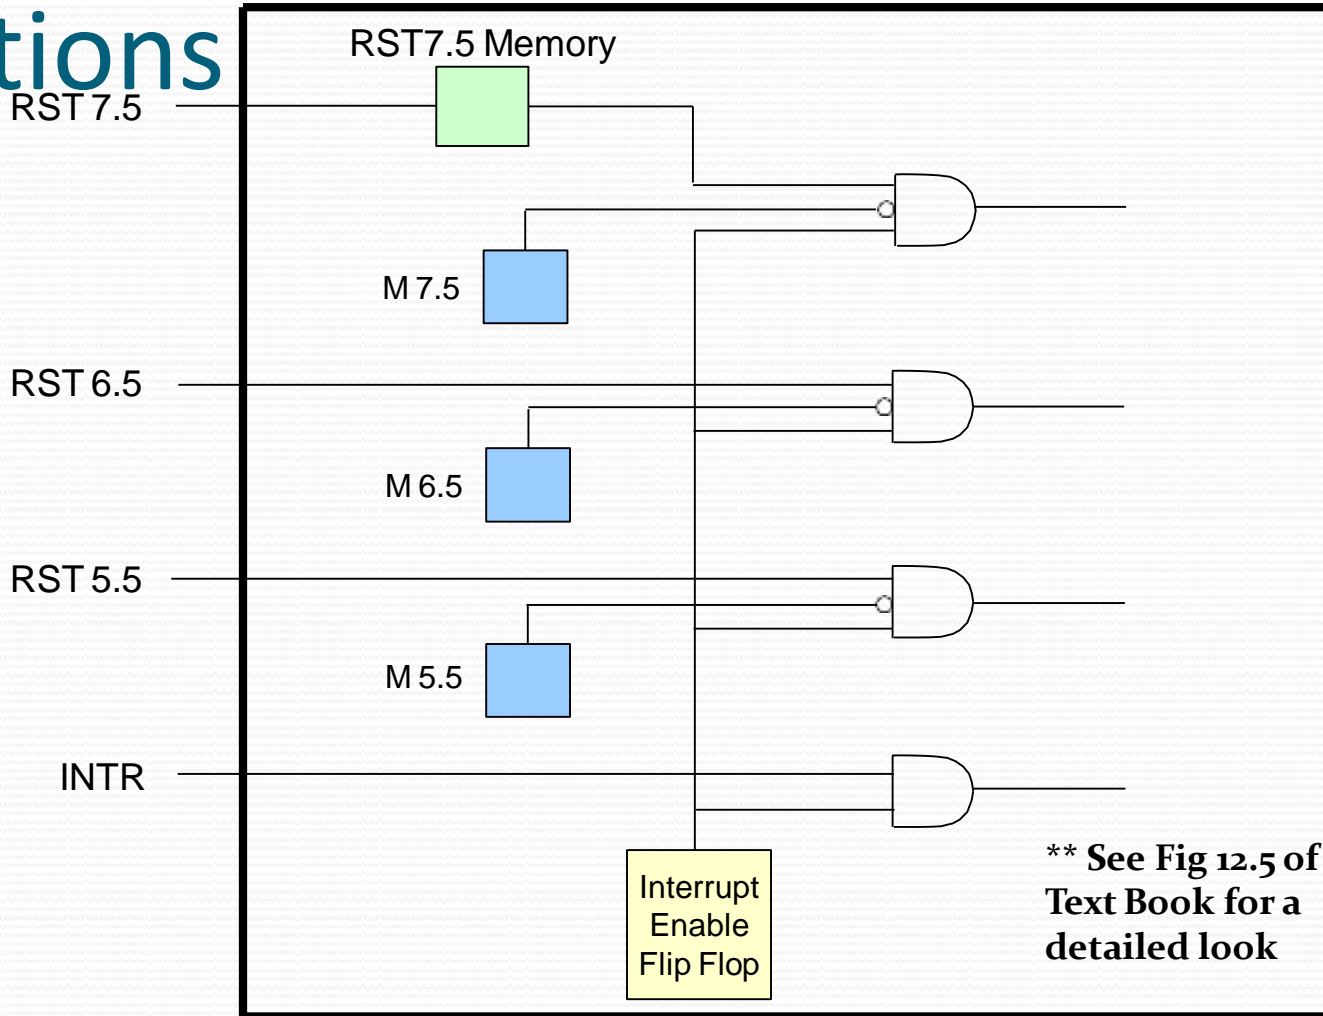 tions
RST7.5 Memory
RST 7.5
M 7.5
RST 6.5
M 6.5
RST 5.5
M 5.5
INTR
Interrupt
Enable
Flip Flop
** See Fig 12.5 of
Text Book for a
detailed look